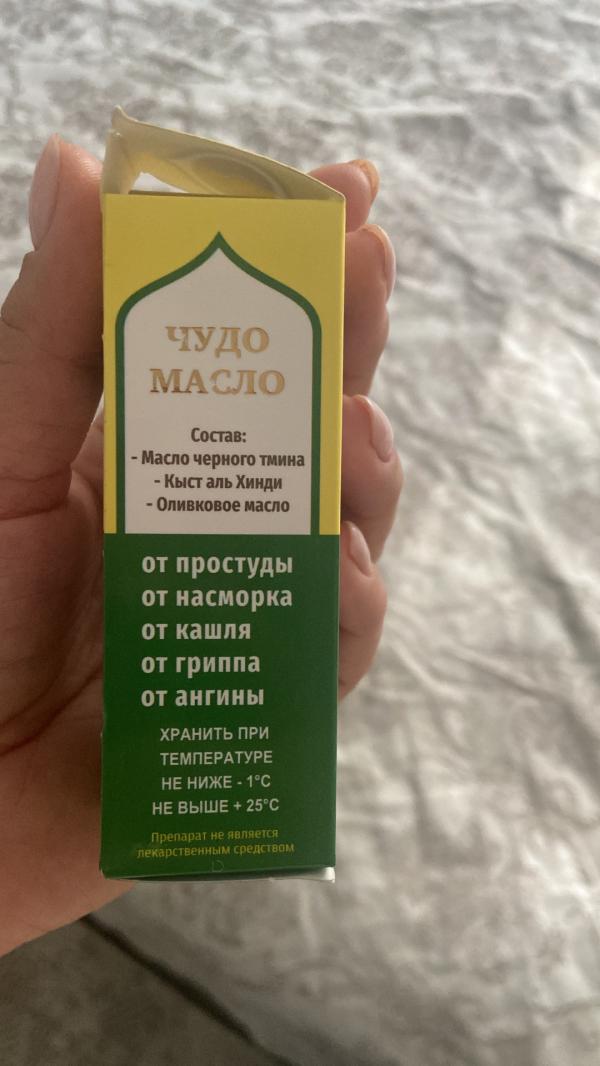 ЧУДО
МАСЛО
Состав:
- Масло черного тмина
- Кыст аль Хинди
- Оливковое масло
от простуды
от насморка
от кашля
от гриппа
от ангины
ХРАНИТЬ ПРИ
ТЕМПЕРАТУРЕ
НЕ НИЖЕ - 1°С
НЕ ВЫШЕ + 25°С
Препарат не является
лекарственным средством